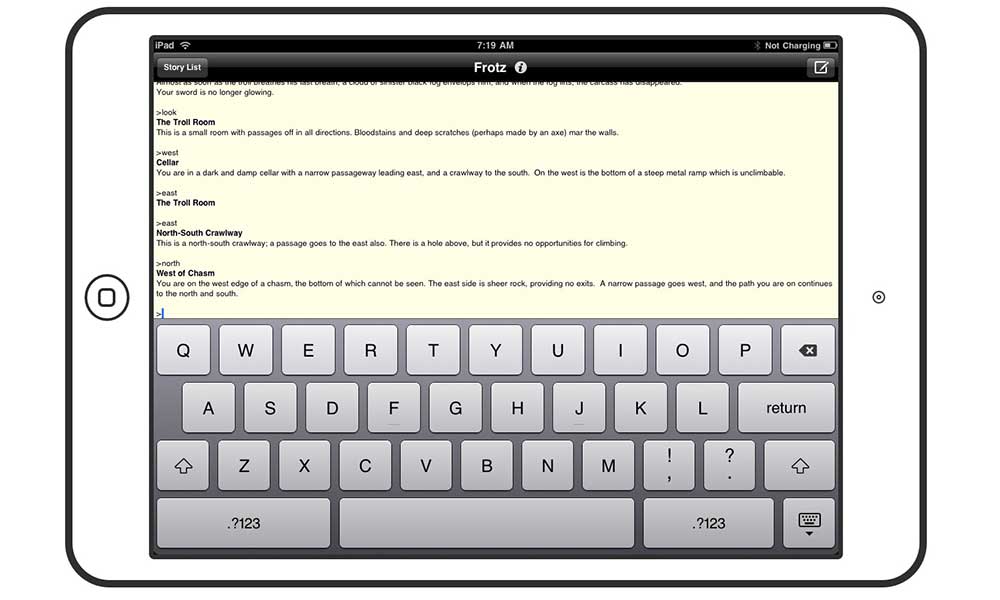 iPad
7:19 AM
Not Charging
Story List
Frotz
Almost as soon as the troll breathes his last breath, a cloud of sinister black fog envelops him, and when the fog lifts, the carcass has disappeared.
Your sword is no longer glowing.
>look
The Troll Room
This is a small room with passages off in all directions. Bloodstains and deep scratches (perhaps made by an axe) mar the walls.
>west
Cellar
You are in a dark and damp cellar with a narrow passageway leading east, and a crawlway to the south. On the west is the bottom of a steep metal ramp which is unclimbable.
>east
The Troll Room
>east
North-South Crawlway
This is a north-south crawlway; a passage goes to the east also. There is a hole above, but it provides no opportunities for climbing.
>north
West of Chasm
You are on the west edge of a chasm, the bottom of which cannot be seen. The east side is sheer rock, providing no exits. A narrow passage goes west, and the path you are on continues
to the north and south.
>
Q W E R T Y U I O P
A S D F G H J K L return
Z X C V B N M ! , ? .
.?123 .?123